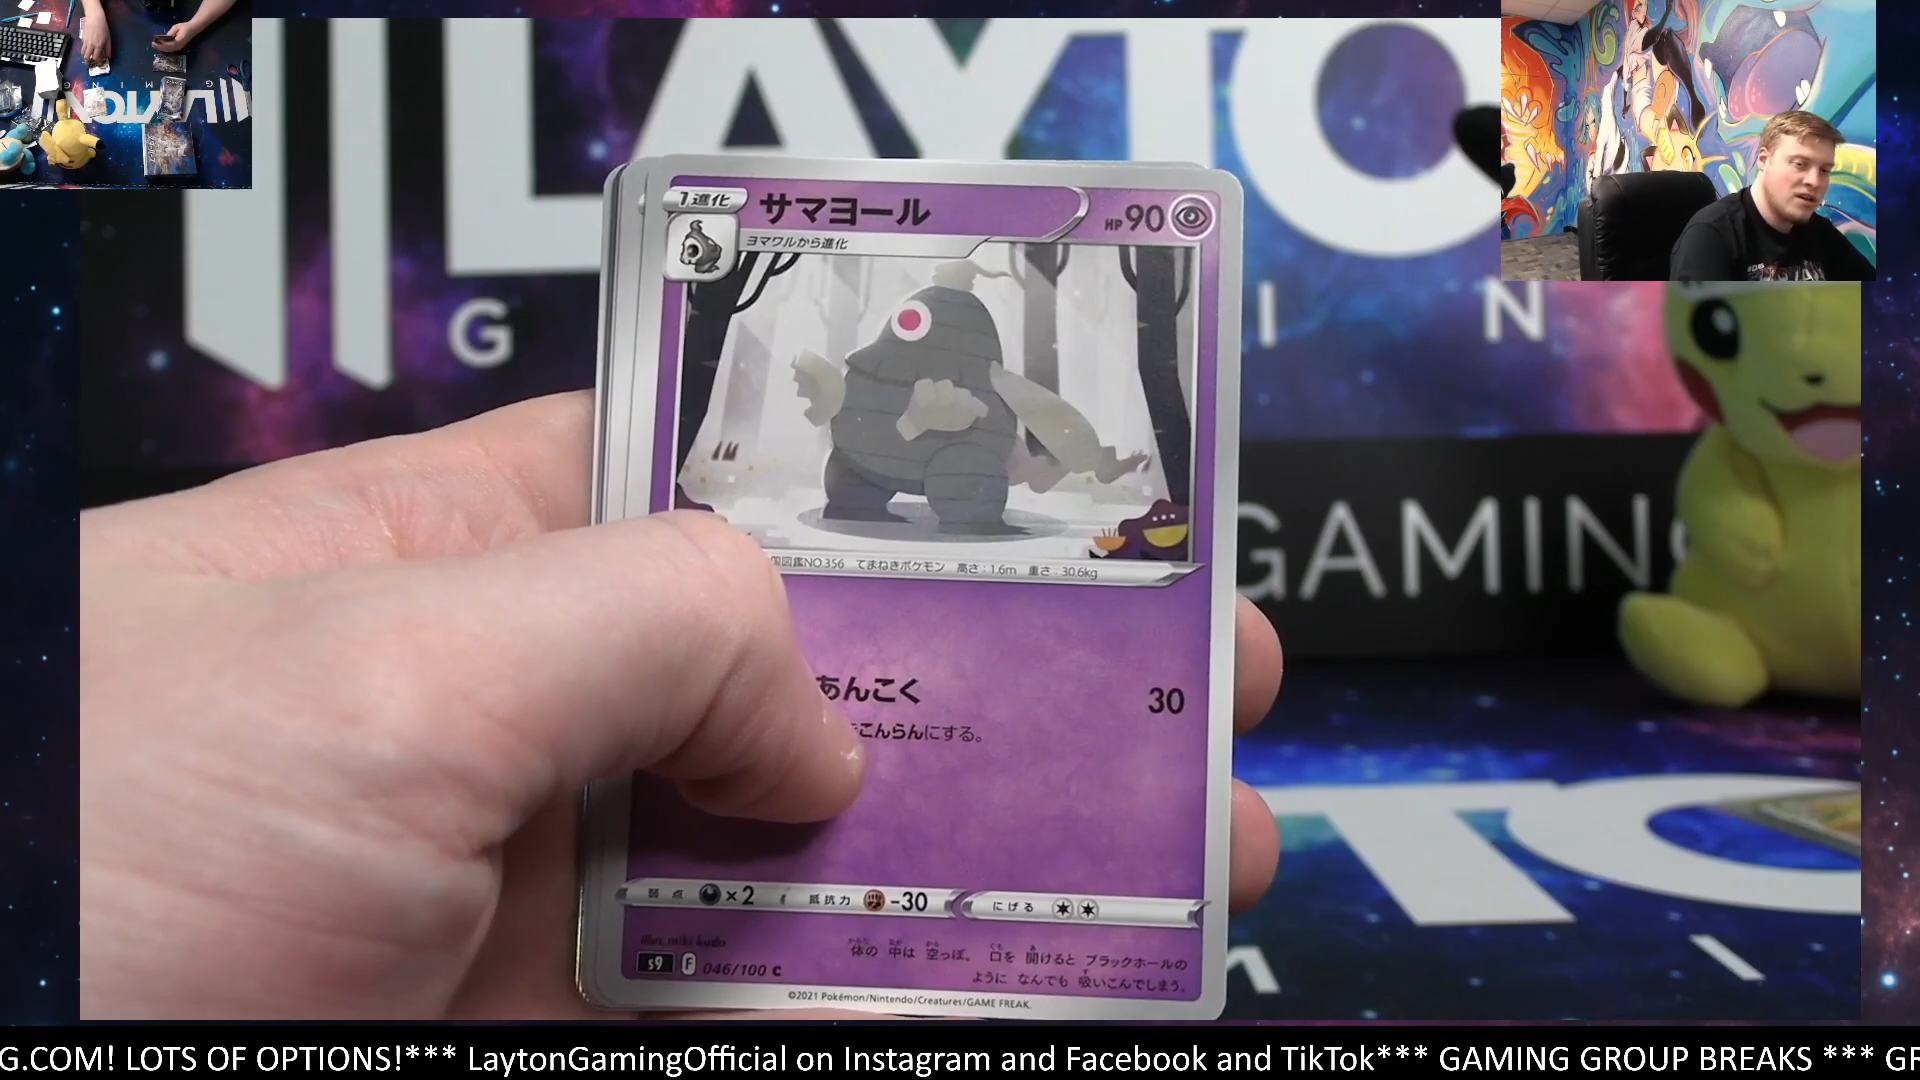 LAYTO
G
I N
GAMING
1進化
サマヨール
HP 90
ヨマワルから進化
図鑑NO.356 てまねきポケモン 高さ:1.6m 重さ:30.6kg
あんこく 30
こんらんにする。
弱点 ×2 抵抗力 -30 にげる
illus. miki kudo
体の 中は 空っぽ。 口を 開けると ブラックホールの
ように なんでも 吸いこんでしまう。
s9 F 046/100 C
©2021 Pokémon/Nintendo/Creatures/GAME FREAK.
G.COM! LOTS OF OPTIONS!*** LaytonGamingOfficial on Instagram and Facebook and TikTok*** GAMING GROUP BREAKS *** GR